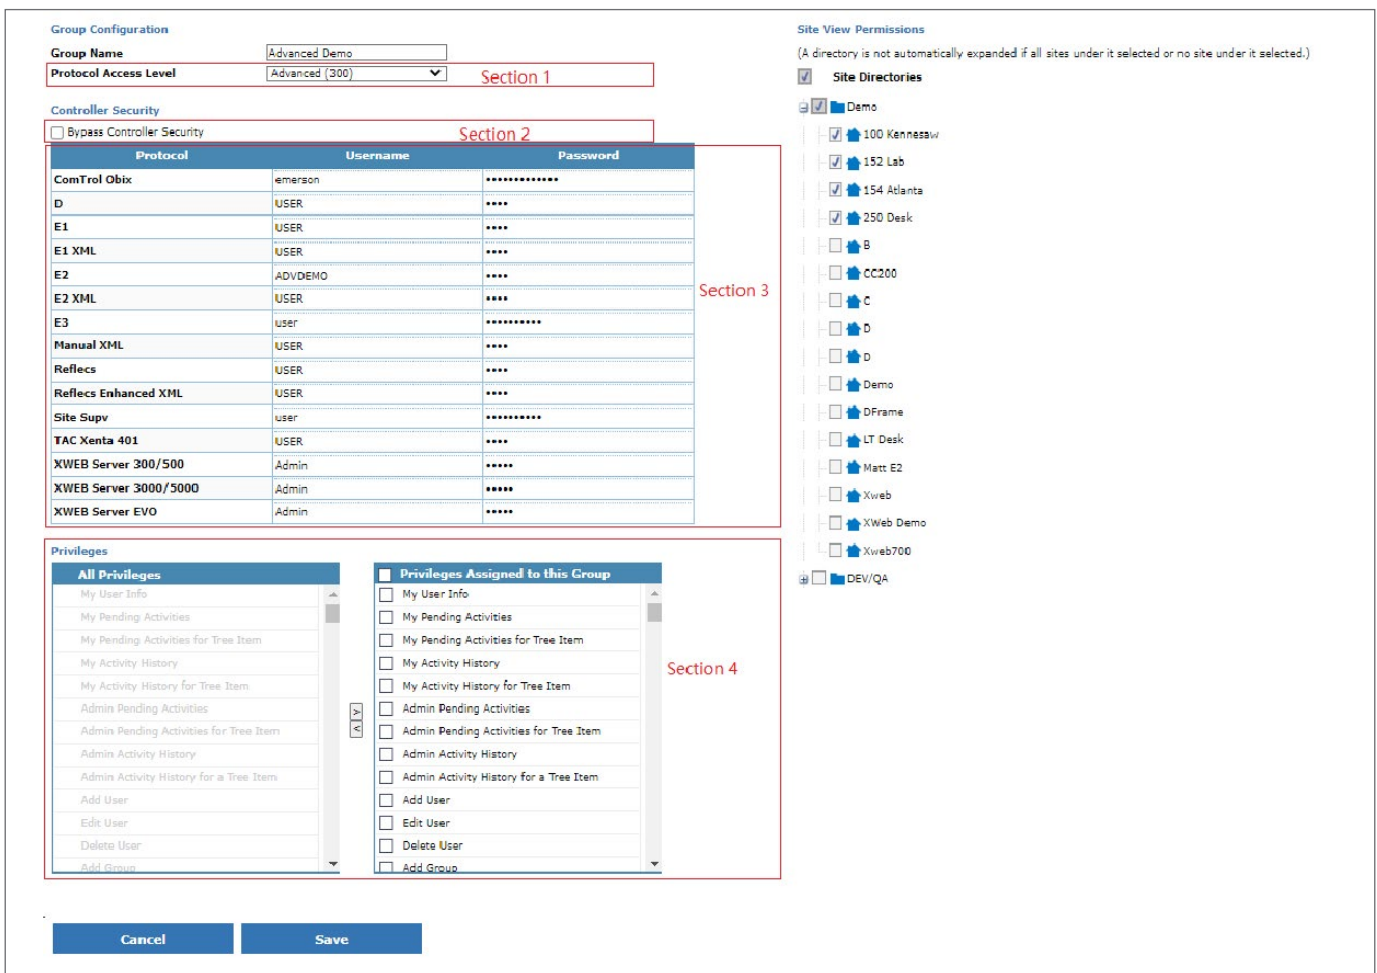 Group Configuration
Group Name Advanced Demo
Protocol Access Level Advanced (300) Section 1
Controller Security
Bypass Controller Security Section 2
Protocol Username Password
ComTrol Obix emerson •••••••••••••
D USER ••••
E1 USER ••••
E1 XML USER ••••
E2 ADVDEMO ••••
E2 XML USER ••••
E3 user ••••••••••
Manual XML USER ••••
Reflecs USER ••••
Reflecs Enhanced XML USER ••••
Site Supv user ••••••••••
TAC Xenta 401 USER ••••
XWEB Server 300/500 Admin •••••
XWEB Server 3000/5000 Admin •••••
XWEB Server EVO Admin •••••
Section 3
Privileges
All Privileges
My User Info
My Pending Activities
My Pending Activities for Tree Item
My Activity History
My Activity History for Tree Item
Admin Pending Activities
Admin Pending Activities for Tree Item
Admin Activity History
Admin Activity History for a Tree Item
Add User
Edit User
Delete User
Add Group
>
<
Privileges Assigned to this Group
My User Info
My Pending Activities
My Pending Activities for Tree Item
My Activity History
My Activity History for Tree Item
Admin Pending Activities
Admin Pending Activities for Tree Item
Admin Activity History
Admin Activity History for a Tree Item
Add User
Edit User
Delete User
Add Group
Section 4
Cancel Save
Site View Permissions
(A directory is not automatically expanded if all sites under it selected or no site under it selected.)
Site Directories
Demo
100 Kennesaw
152 Lab
154 Atlanta
250 Desk
B
CC200
C
D
D
Demo
DFrame
LT Desk
Matt E2
Xweb
XWeb Demo
Xweb700
DEV/QA